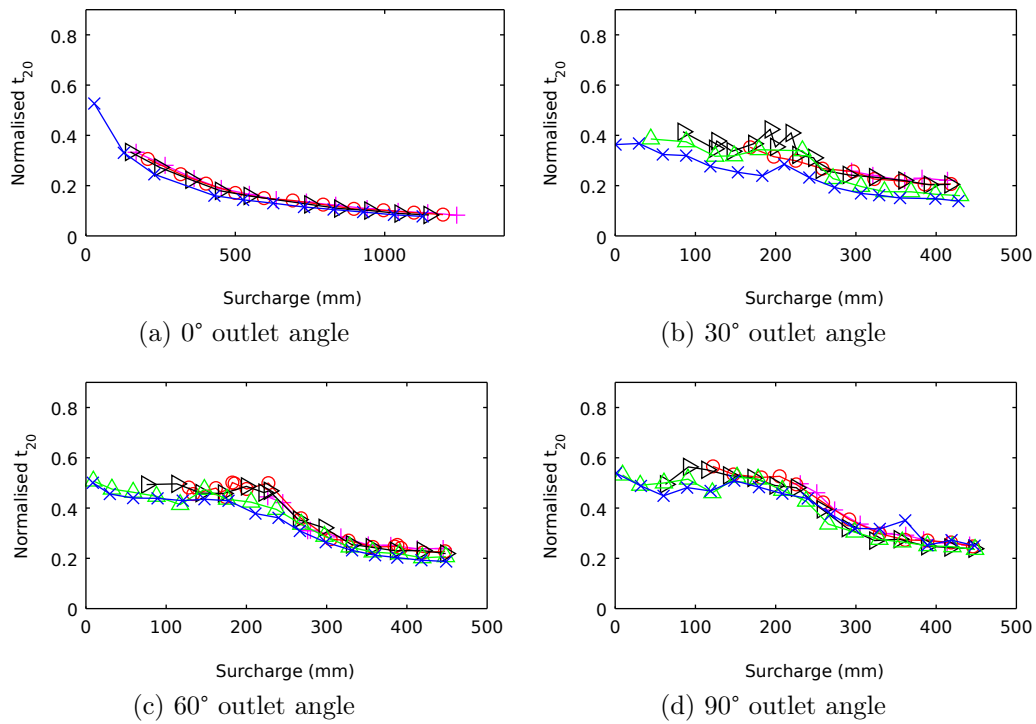 Normalised t20
0.8
0.6
0.4
0.2
0
0 500 1000
Surcharge (mm)
(a) 0° outlet angle
Normalised t20
0.8
0.6
0.4
0.2
0
0 100 200 300 400 500
Surcharge (mm)
(b) 30° outlet angle
Normalised t20
0.8
0.6
0.4
0.2
0
0 100 200 300 400 500
Surcharge (mm)
(c) 60° outlet angle
Normalised t20
0.8
0.6
0.4
0.2
0
0 100 200 300 400 500
Surcharge (mm)
(d) 90° outlet angle